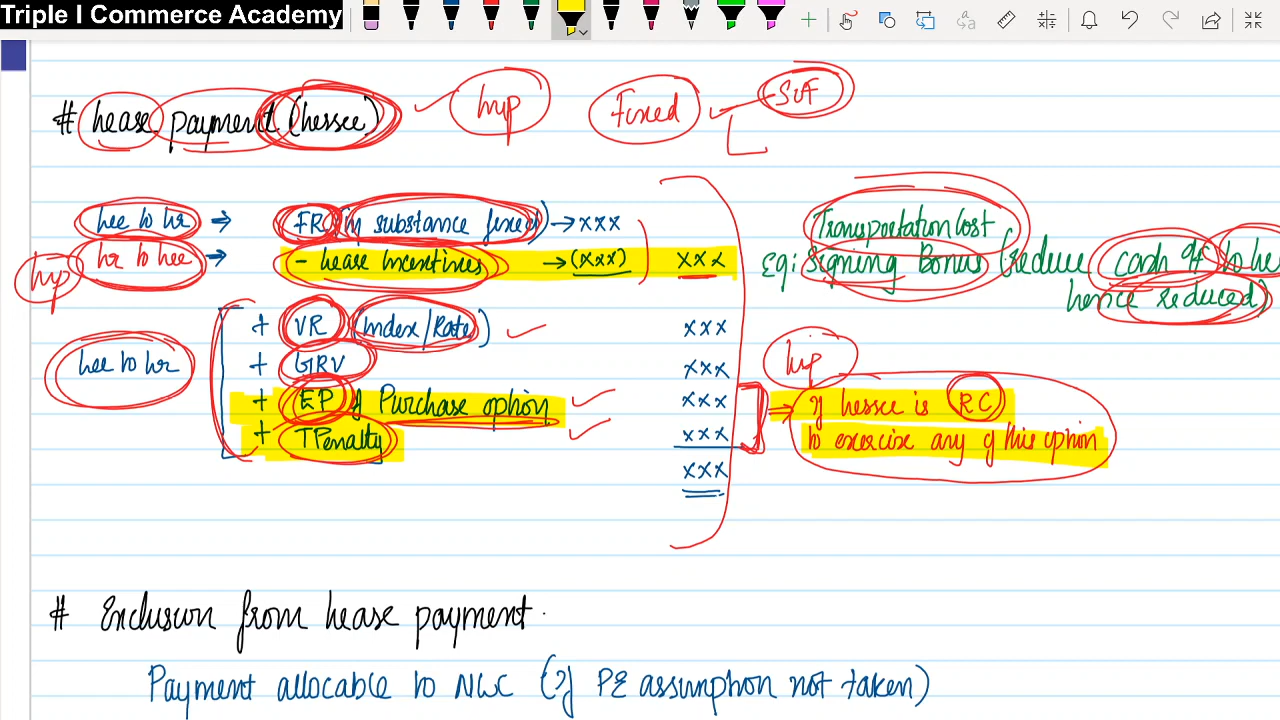 Triple I Commerce Academy
# Lease payment (Lessee) Imp Fixed SIF
Lee to Lr → FR (in substance fixed) → xxx
Imp Lr to Lee → - Lease Incentives → (xxx) xxx
Transportation Cost
Eg: Signing Bonus (reduce cash of to Lee
hence reduced)
Lee to Lr + VR (Index/Rate) xxx
+ GRV xxx
+ EP of Purchase option xxx
+ TPenalty xxx
xxx
Imp
⇒ If Lessee is RC
to exercise any of this option
# Exclusion from Lease payment.
Payment allocable to NLC (If PE assumption not taken)